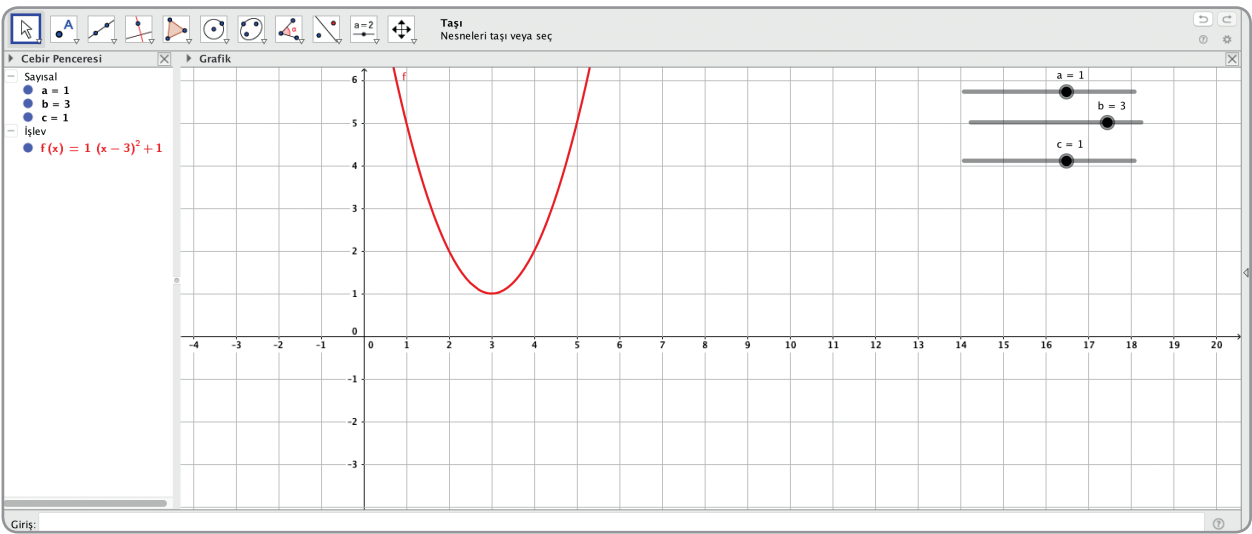 A
α
a=2
Taşı
Nesneleri taşı veya seç
Cebir Penceresi
Grafik
Sayısal
a = 1
b = 3
c = 1
İşlev
f (x) = 1 (x − 3)² + 1
f
a = 1
b = 3
c = 1
6
5
4
3
2
1
0
-4 -3 -2 -1 0 1 2 3 4 5 6 7 8 9 10 11 12 13 14 15 16 17 18 19 20
-1
-2
-3
Giriş: